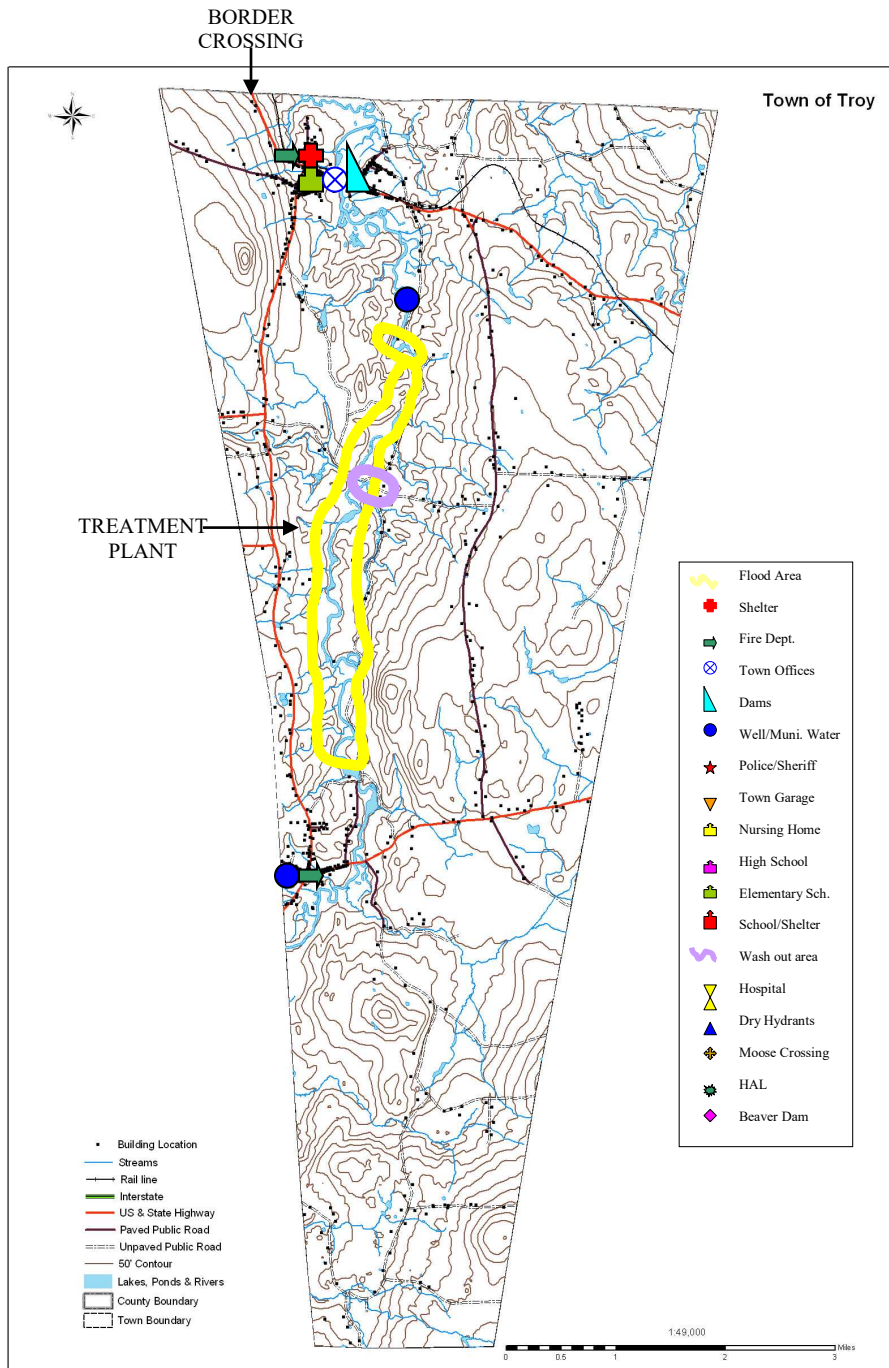 BORDER
CROSSING
Town of Troy
TREATMENT
PLANT
Flood Area
Shelter
Fire Dept.
Town Offices
Dams
Well/Muni. Water
Police/Sheriff
Town Garage
Nursing Home
High School
Elementary Sch.
School/Shelter
Wash out area
Hospital
Dry Hydrants
Moose Crossing
HAL
Beaver Dam
Building Location
Streams
Rail line
Interstate
US & State Highway
Paved Public Road
Unpaved Public Road
50' Contour
Lakes, Ponds & Rivers
County Boundary
Town Boundary
1:49,000
Miles
0 0.5 1 2 3